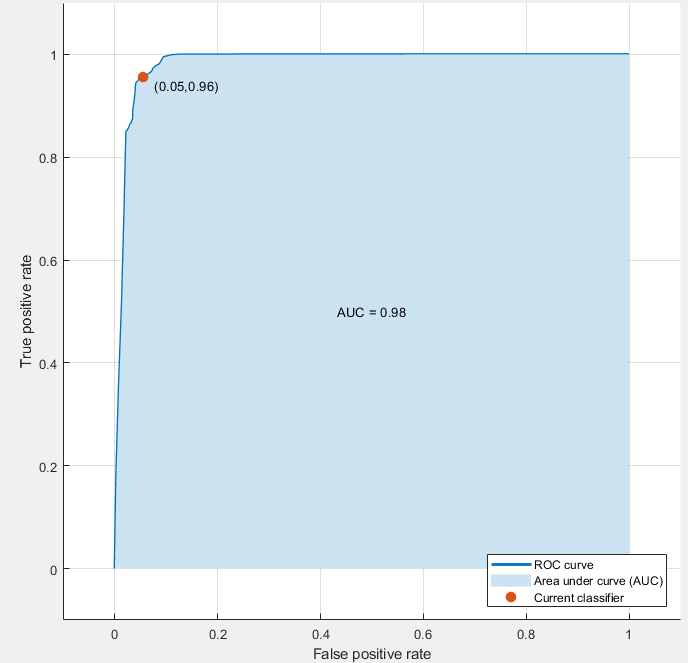 1
0.8
0.6
0.4
0.2
0
True positive rate
(0.05,0.96)
AUC = 0.98
ROC curve
Area under curve (AUC)
Current classifier
0 0.2 0.4 0.6 0.8 1
False positive rate